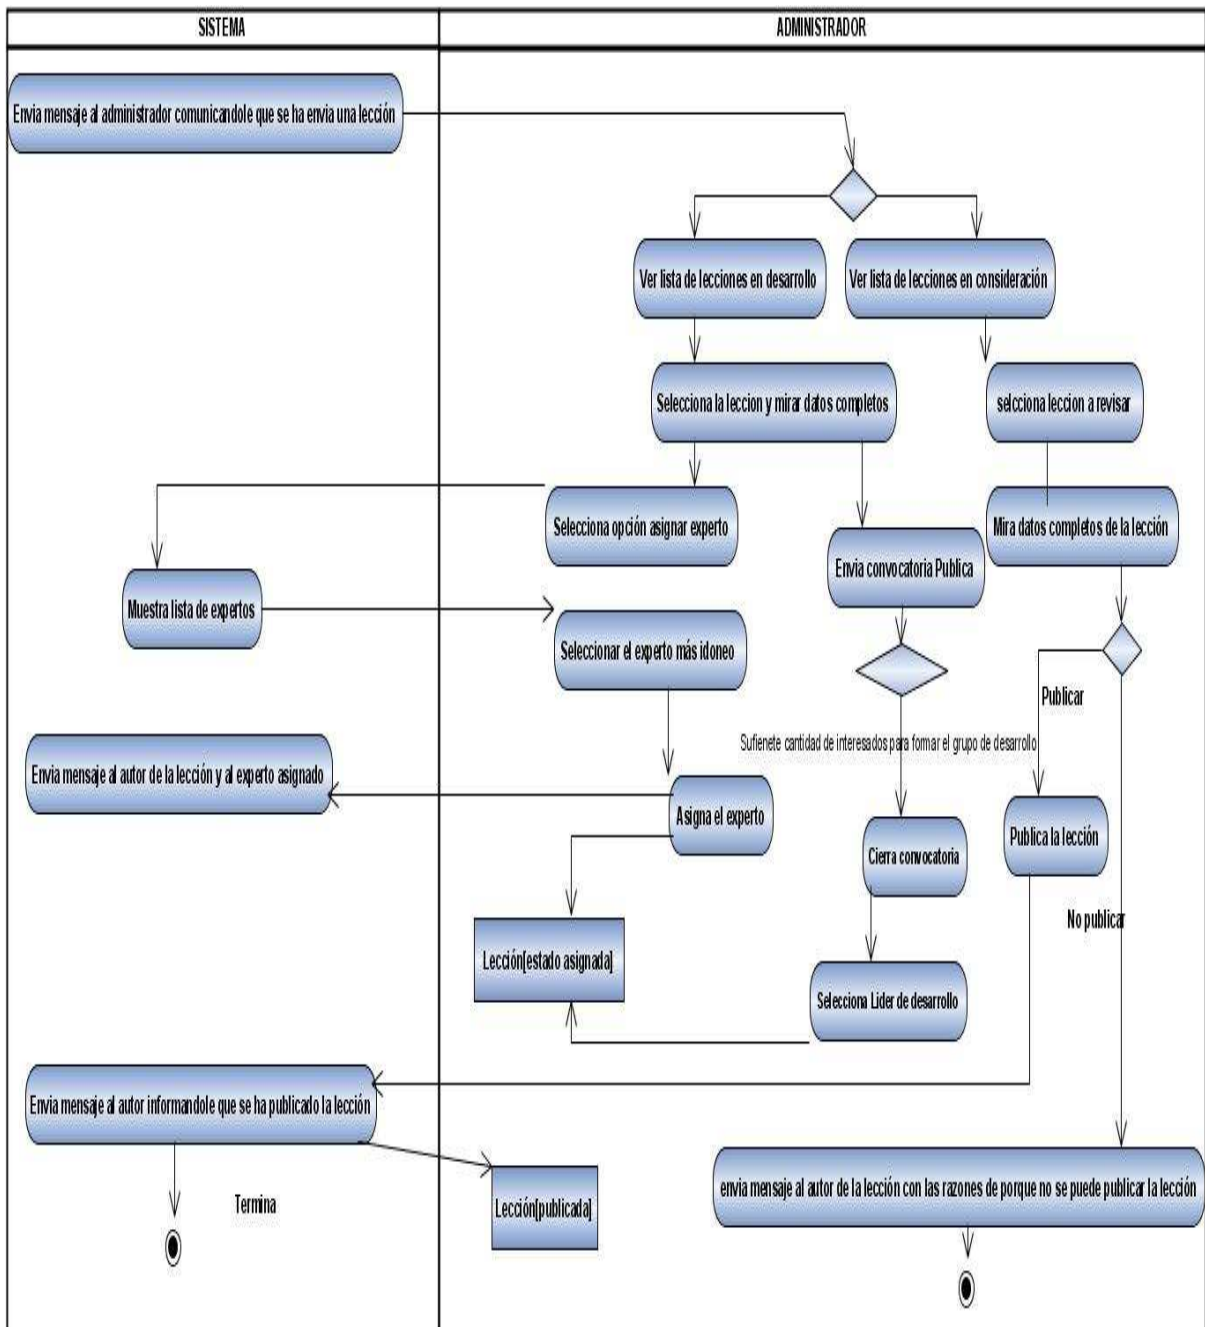 SISTEMA
ADMINISTRADOR
Envia mensaje al administrador comunicandole que se ha envia una lección
Ver lista de lecciones en desarrollo
Ver lista de lecciones en consideración
Selecciona la leccion y mirar datos completos
selcciona leccion a revisar
Selecciona opción asignar experto
Envia convocatoria Publica
Mira datos completos de la lección
Muestra lista de expertos
Seleccionar el experto más idoneo
Publicar
Sufienete cantidad de interesados para formar el grupo de desarrollo
Envia mensaje al autor de la lección y al experto asignado
Asigna el experto
Cierra convocatoria
Publica la lección
No publicar
Lección[estado asignada]
Selecciona Lider de desarrollo
Envia mensaje al autor informandole que se ha publicado la lección
Termina
Lección[publicada]
envia mensaje al autor de la lección con las razones de porque no se puede publicar la lección